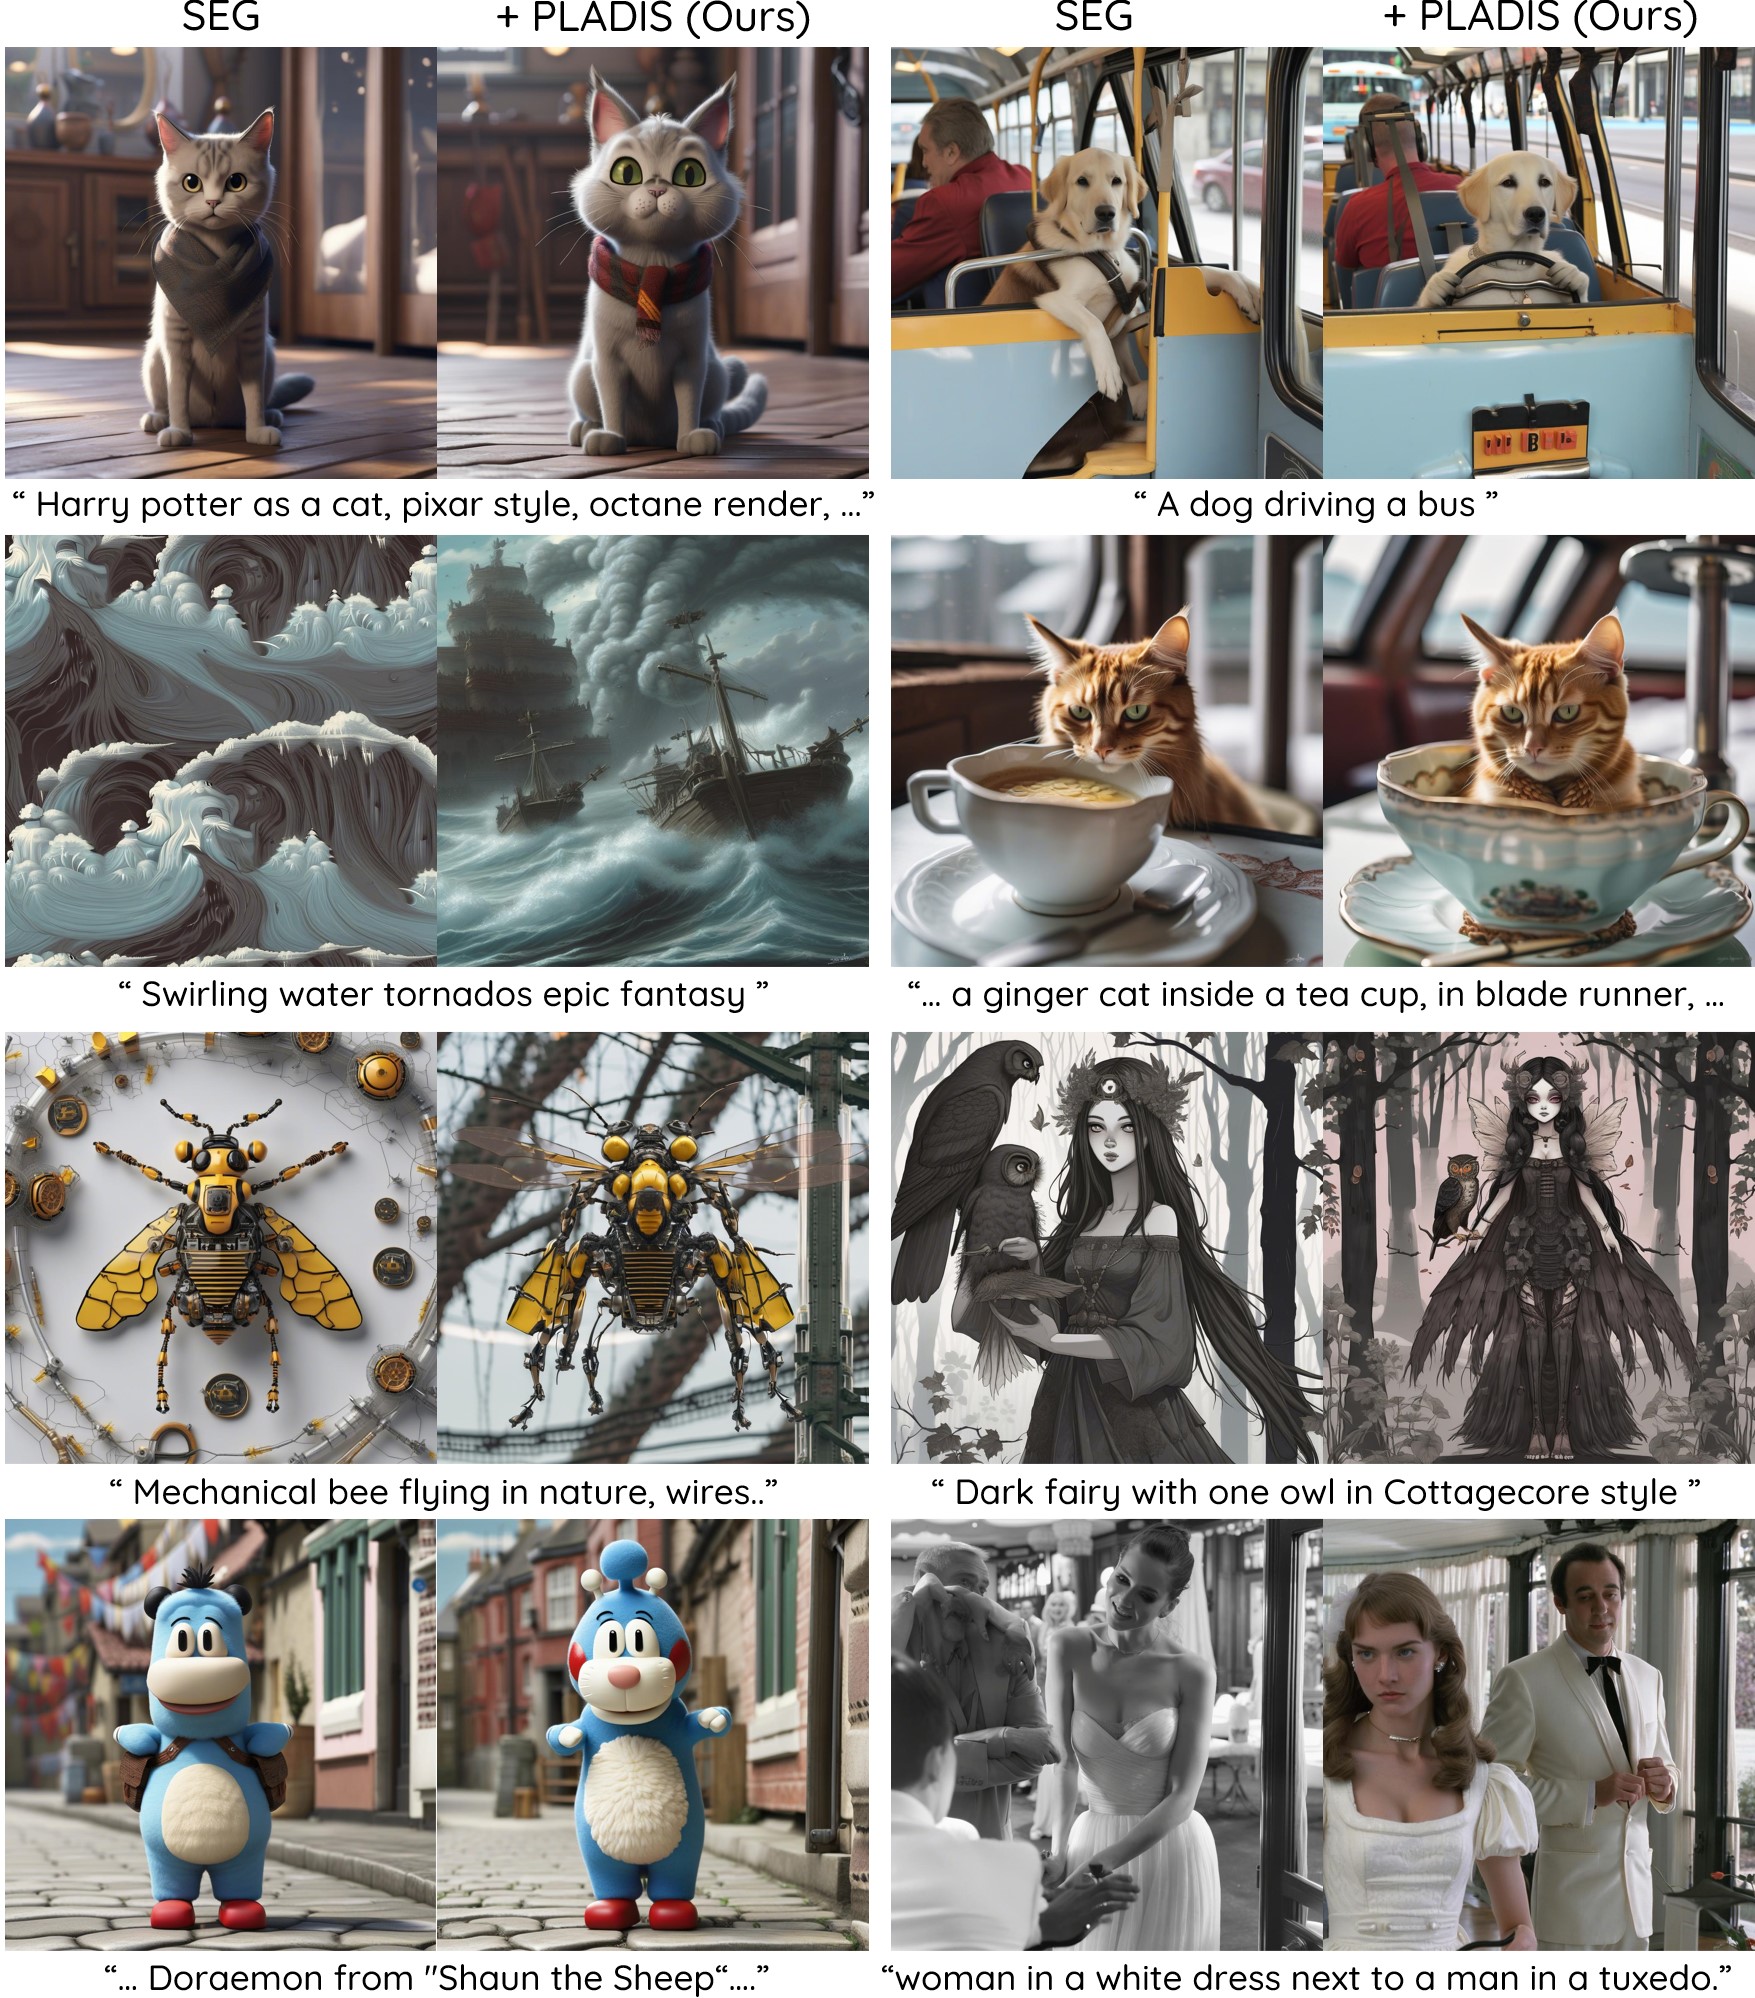 SEG
+ PLADIS (Ours)
SEG
+ PLADIS (Ours)
“ Harry potter as a cat, pixar style, octane render, ...”
“ A dog driving a bus ”
“ Swirling water tornados epic fantasy ”
“... a ginger cat inside a tea cup, in blade runner, ...
“ Mechanical bee flying in nature, wires..”
“ Dark fairy with one owl in Cottagecore style ”
“... Doraemon from "Shaun the Sheep“....”
“woman in a white dress next to a man in a tuxedo.”